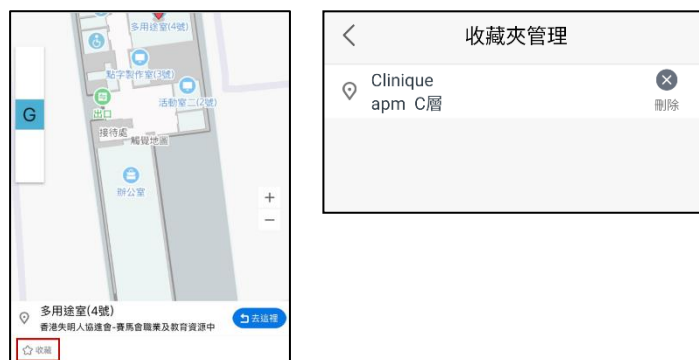 多用途室(4號)
點字製作室(3號)
活動室二(2號)
G
出口
接待處
觸覺地圖
辦公室
+
−
多用途室(4號)
香港失明人協進會-賽馬會職業及教育資源中
去這裡
收藏
收藏夾管理
Clinique
apm C層
刪除